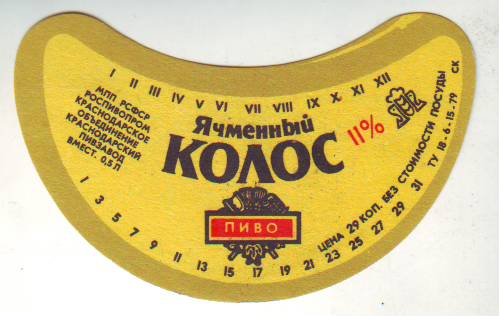 I II III IV V VI VII VIII IX X XI XII
МПП РСФСР
РОСПИВОПРОМ
КРАСНОДАРСКОЕ
ОБЪЕДИНЕНИЕ
КРАСНОДАРСКИЙ
ПИВЗАВОД
ВМЕСТ. 0,5 Л
Ячменный
КОЛОС
11%
ПИВО
ЦЕНА 29 КОП. БЕЗ СТОИМОСТИ ПОСУДЫ
ТУ 18-6-15-79
СК
1 3 5 7 9 11 13 15 17 19 21 23 25 27 29 31